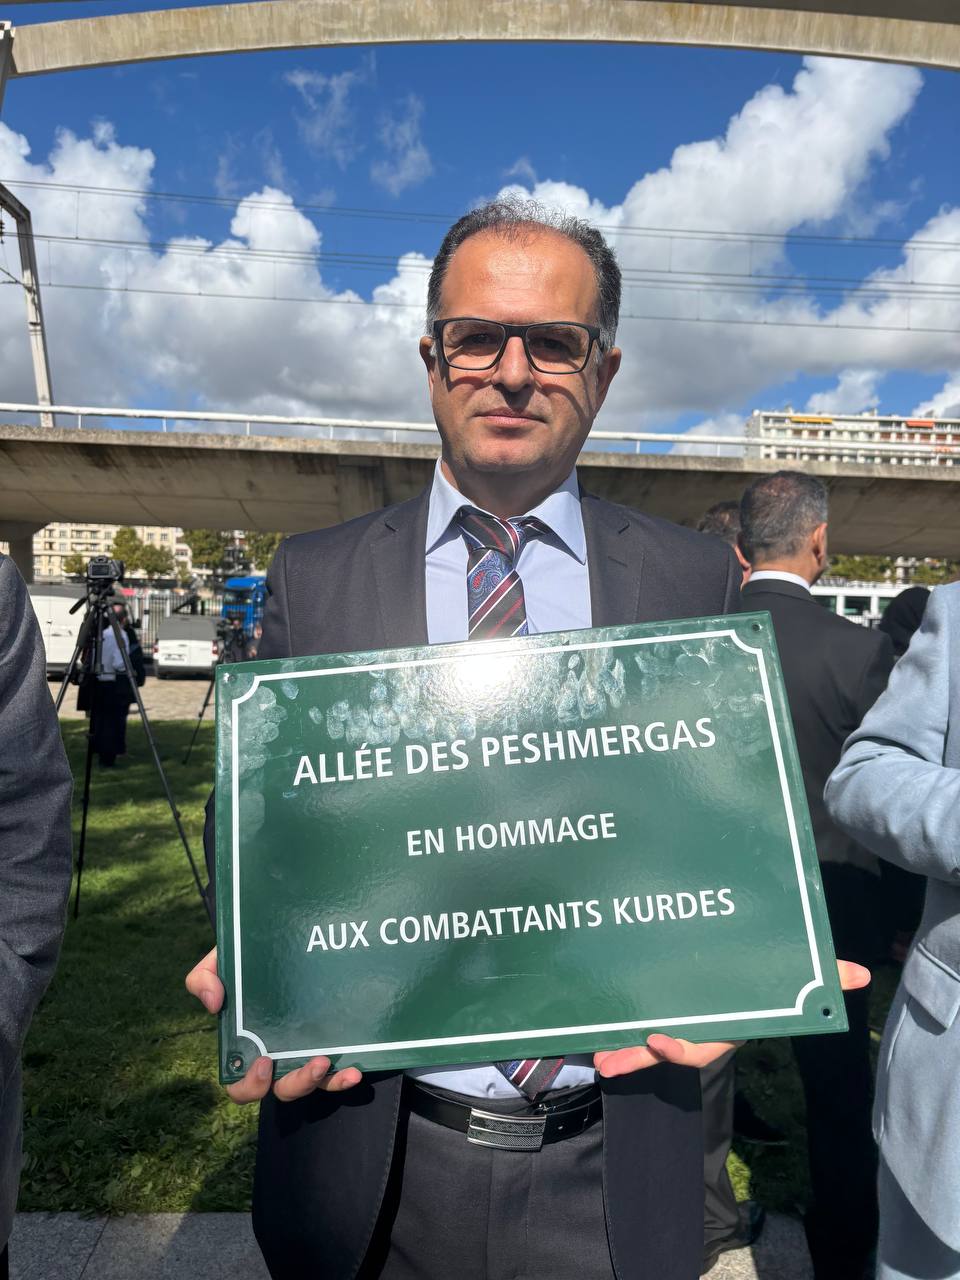 ALLÉE DES PESHMERGAS
EN HOMMAGE
AUX COMBATTANTS KURDES